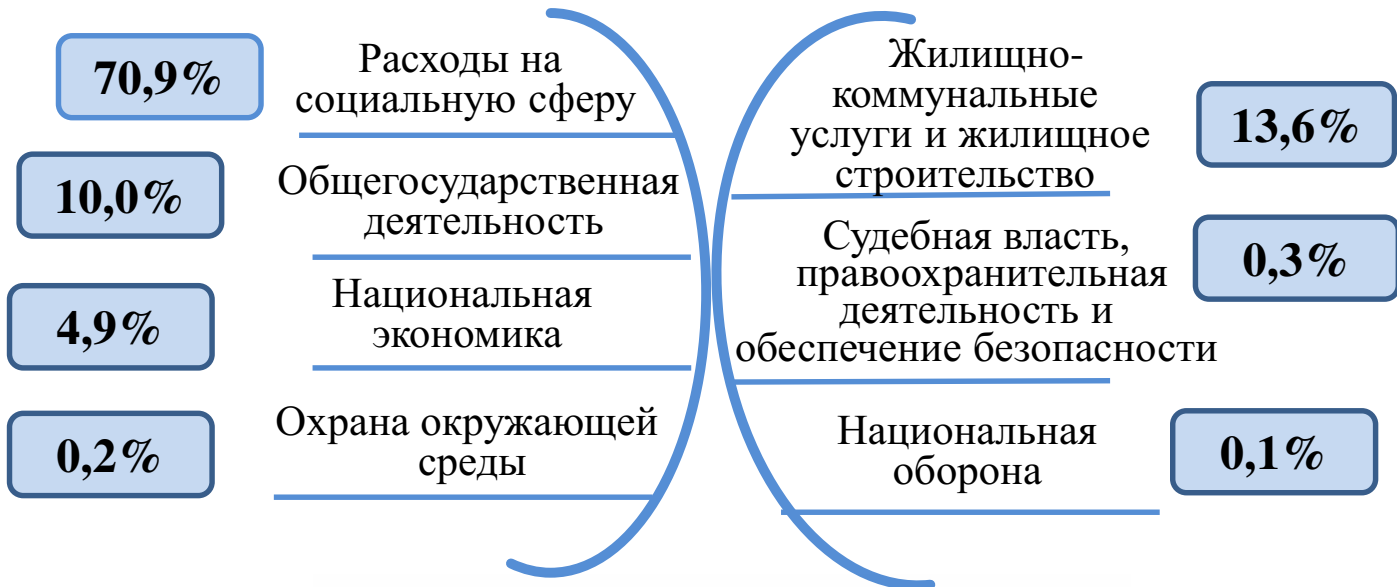 70,9%
Расходы на
социальную сферу
10,0%
Общегосударственная
деятельность
4,9%
Национальная
экономика
0,2%
Охрана окружающей
среды
Жилищно-
коммунальные
услуги и жилищное
строительство
13,6%
Судебная власть,
правоохранительная
деятельность и
обеспечение безопасности
0,3%
Национальная
оборона
0,1%